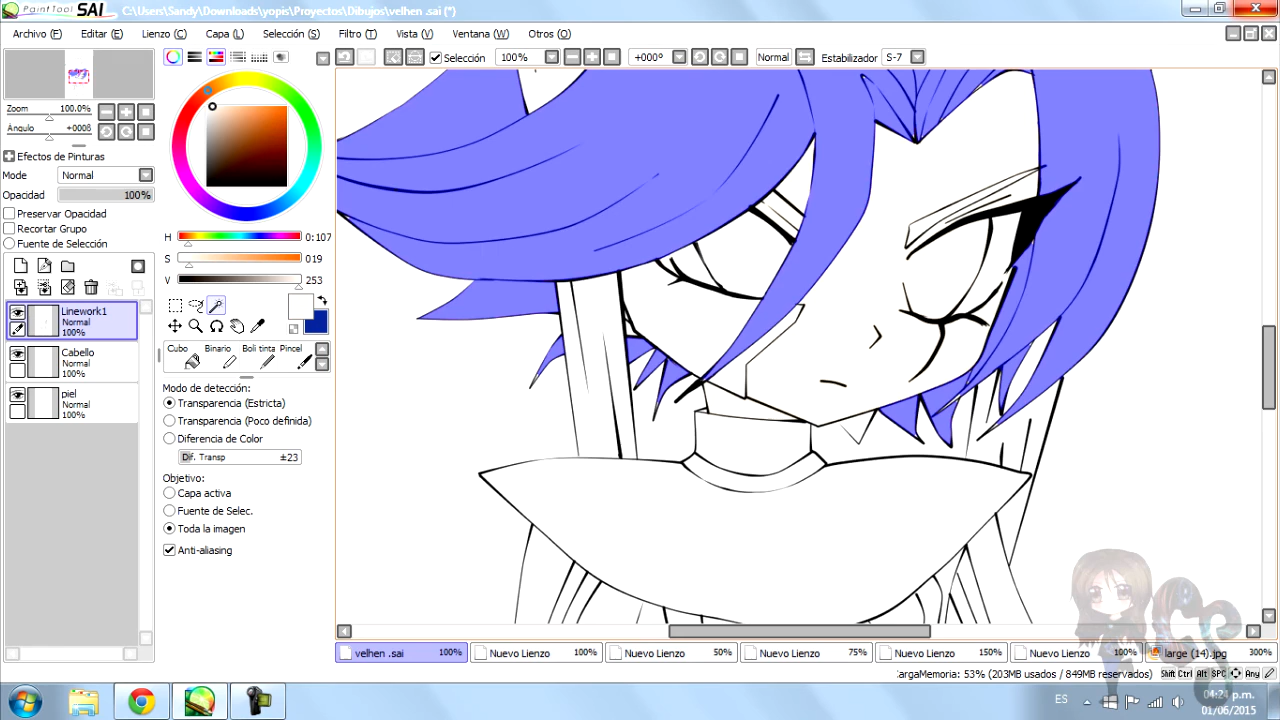 PaintTool SAI C:\Users\Sandy\Downloads\yopis\Proyectos\Dibujos\velhen .sai (*)
Archivo (F) Editar (E) Lienzo (C) Capa (L) Selección (S) Filtro (T) Vista (V) Ventana (W) Otros (O)
Selección 100% +000° Normal Estabilizador S-7
Zoom 100.0%
Ángulo +000ß
Efectos de Pinturas
Modo Normal
Opacidad 100%
Preservar Opacidad
Recortar Grupo
Fuente de Selección
Linework1
Normal
100%
Cabello
Normal
100%
piel
Normal
100%
H 0:107
S 019
V 253
Cubo Binario Boli tinta Pincel
Modo de detección:
Transparencia (Estricta)
Transparencia (Poco definida)
Diferencia de Color
Dif. Transp ±23
Objetivo:
Capa activa
Fuente de Selec.
Toda la imagen
Anti-aliasing
velhen .sai 100% Nuevo Lienzo 100% Nuevo Lienzo 50% Nuevo Lienzo 75% Nuevo Lienzo 150% Nuevo Lienzo 100% large (14).jpg 300%
argaMemoria: 53% (203MB usados / 849MB reservados) Shift Ctrl Alt SPC Any
ES 04:24 p.m.
01/06/2015